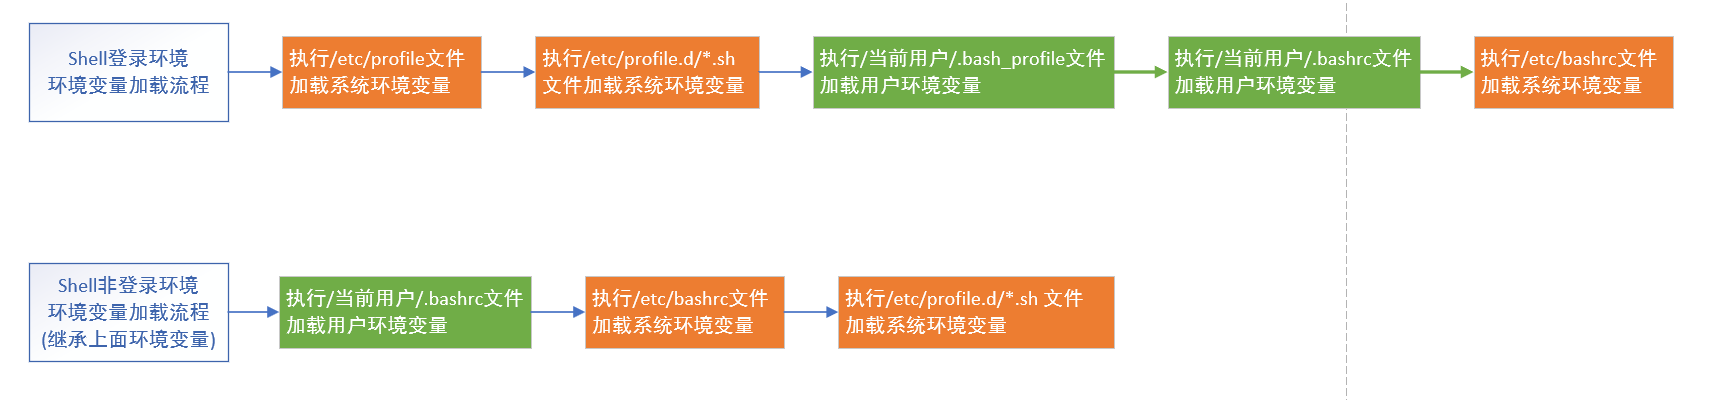 Shell登录环境
环境变量加载流程
执行/etc/profile文件
加载系统环境变量
执行/etc/profile.d/*.sh
文件加载系统环境变量
执行/当前用户/.bash_profile文件
加载用户环境变量
执行/当前用户/.bashrc文件
加载用户环境变量
执行/etc/bashrc文件
加载系统环境变量
Shell非登录环境
环境变量加载流程
(继承上面环境变量)
执行/当前用户/.bashrc文件
加载用户环境变量
执行/etc/bashrc文件
加载系统环境变量
执行/etc/profile.d/*.sh 文件
加载系统环境变量